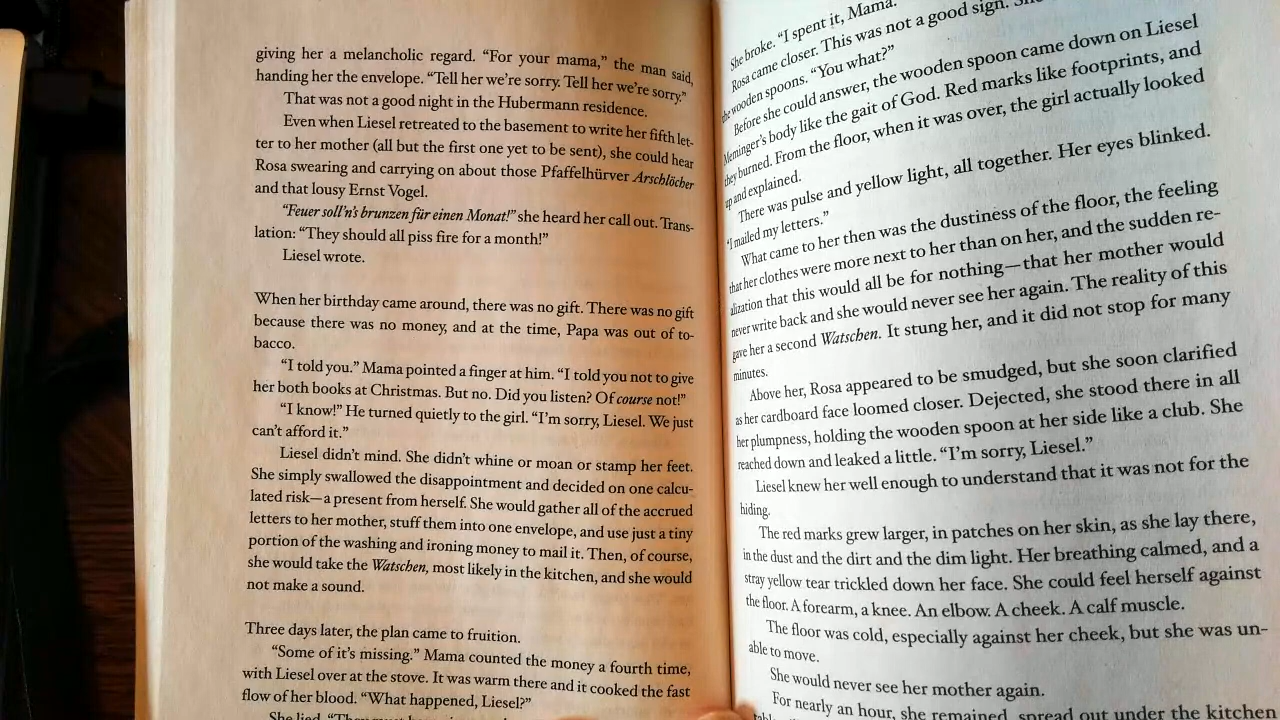 giving her a melancholic regard. “For your mama,” the man said,
handing her the envelope. “Tell her we’re sorry. Tell her we’re sorry.”
That was not a good night in the Hubermann residence.
Even when Liesel retreated to the basement to write her fifth let-
ter to her mother (all but the first one yet to be sent), she could hear
Rosa swearing and carrying on about those Pfaffelhürver Arschlöcher
and that lousy Ernst Vogel.
“Feuer soll’n’s brunzen für einen Monat!” she heard her call out. Trans-
lation: “They should all piss fire for a month!”
Liesel wrote.
When her birthday came around, there was no gift. There was no gift
because there was no money, and at the time, Papa was out of to-
bacco.
“I told you.” Mama pointed a finger at him. “I told you not to give
her both books at Christmas. But no. Did you listen? Of course not!”
“I know!” He turned quietly to the girl. “I’m sorry, Liesel. We just
can’t afford it.”
Liesel didn’t mind. She didn’t whine or moan or stamp her feet.
She simply swallowed the disappointment and decided on one calcu-
lated risk—a present from herself. She would gather all of the accrued
letters to her mother, stuff them into one envelope, and use just a tiny
portion of the washing and ironing money to mail it. Then, of course,
she would take the Watschen, most likely in the kitchen, and she would
not make a sound.
Three days later, the plan came to fruition.
“Some of it’s missing.” Mama counted the money a fourth time,
with Liesel over at the stove. It was warm there and it cooked the fast
flow of her blood. “What happened, Liesel?”
She lied. “They must
She broke. “I spent it, Mama.”
Rosa came closer. This was not a good sign. She
the wooden spoons. “You what?”
Before she could answer, the wooden spoon came down on Liesel
Meminger’s body like the gait of God. Red marks like footprints, and
they burned. From the floor, when it was over, the girl actually looked
up and explained.
There was pulse and yellow light, all together. Her eyes blinked.
“I mailed my letters.”
What came to her then was the dustiness of the floor, the feeling
that her clothes were more next to her than on her, and the sudden re-
alization that this would all be for nothing—that her mother would
never write back and she would never see her again. The reality of this
gave her a second Watschen. It stung her, and it did not stop for many
minutes.
Above her, Rosa appeared to be smudged, but she soon clarified
as her cardboard face loomed closer. Dejected, she stood there in all
her plumpness, holding the wooden spoon at her side like a club. She
reached down and leaked a little. “I’m sorry, Liesel.”
Liesel knew her well enough to understand that it was not for the
hiding.
The red marks grew larger, in patches on her skin, as she lay there,
in the dust and the dirt and the dim light. Her breathing calmed, and a
stray yellow tear trickled down her face. She could feel herself against
the floor. A forearm, a knee. An elbow. A cheek. A calf muscle.
The floor was cold, especially against her cheek, but she was un-
able to move.
She would never see her mother again.
For nearly an hour, she remained, spread out under the kitchen